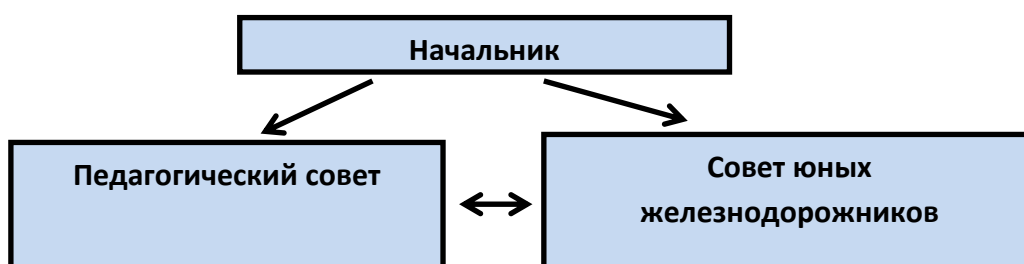 Начальник
Педагогический совет
Совет юных
железнодорожников